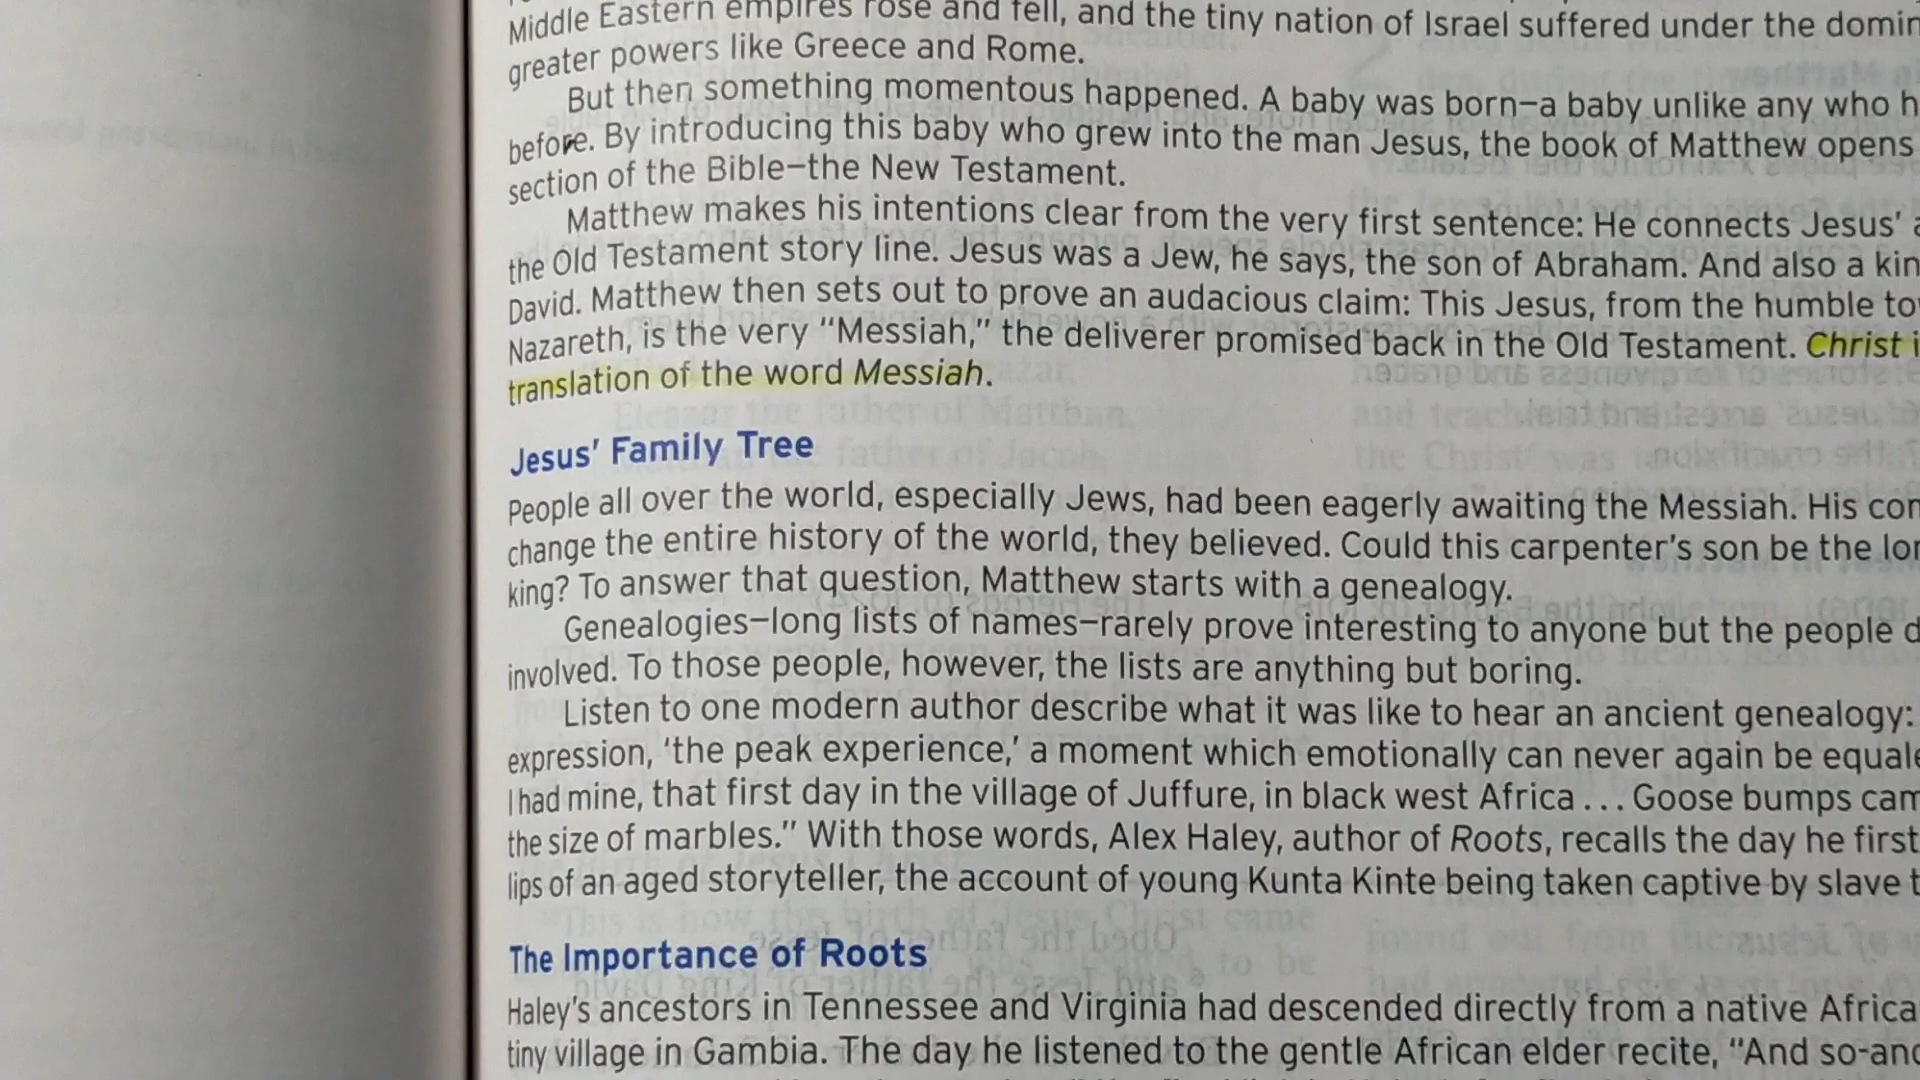 Middle Eastern empires rose and fell, and the tiny nation of Israel suffered under the
greater powers like Greece and Rome.
But then something momentous happened. A baby was born—a baby unlike any who
before. By introducing this baby who grew into the man Jesus, the book of Matthew opens
section of the Bible—the New Testament.
Matthew makes his intentions clear from the very first sentence: He connects Jesus'
the Old Testament story line. Jesus was a Jew, he says, the son of Abraham. And also a
David. Matthew then sets out to prove an audacious claim: This Jesus, from the humble
Nazareth, is the very "Messiah," the deliverer promised back in the Old Testament. Christ
translation of the word Messiah.
Jesus' Family Tree
People all over the world, especially Jews, had been eagerly awaiting the Messiah. His
change the entire history of the world, they believed. Could this carpenter's son be the
king? To answer that question, Matthew starts with a genealogy.
Genealogies—long lists of names—rarely prove interesting to anyone but the people
involved. To those people, however, the lists are anything but boring.
Listen to one modern author describe what it was like to hear an ancient genealogy:
expression, 'the peak experience,' a moment which emotionally can never again be
I had mine, that first day in the village of Juffure, in black west Africa . . . Goose bumps
the size of marbles." With those words, Alex Haley, author of Roots, recalls the day he first
lips of an aged storyteller, the account of young Kunta Kinte being taken captive by slave
The Importance of Roots
Haley's ancestors in Tennessee and Virginia had descended directly from a native
tiny village in Gambia. The day he listened to the gentle African elder recite, "And